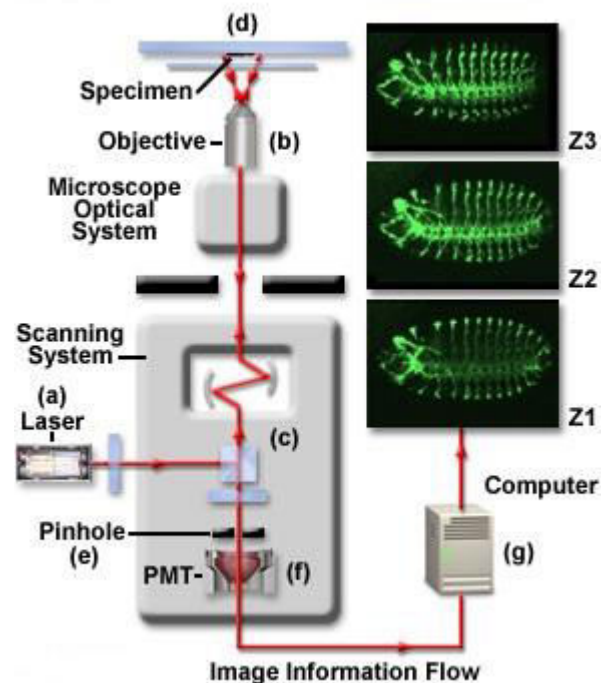 (d)
Specimen
Objective
(b)
Microscope
Optical
System
Z3
Z2
Scanning
System
(a)
Laser
(c)
Z1
Computer
Pinhole
(e)
(g)
PMT
(f)
Image Information Flow